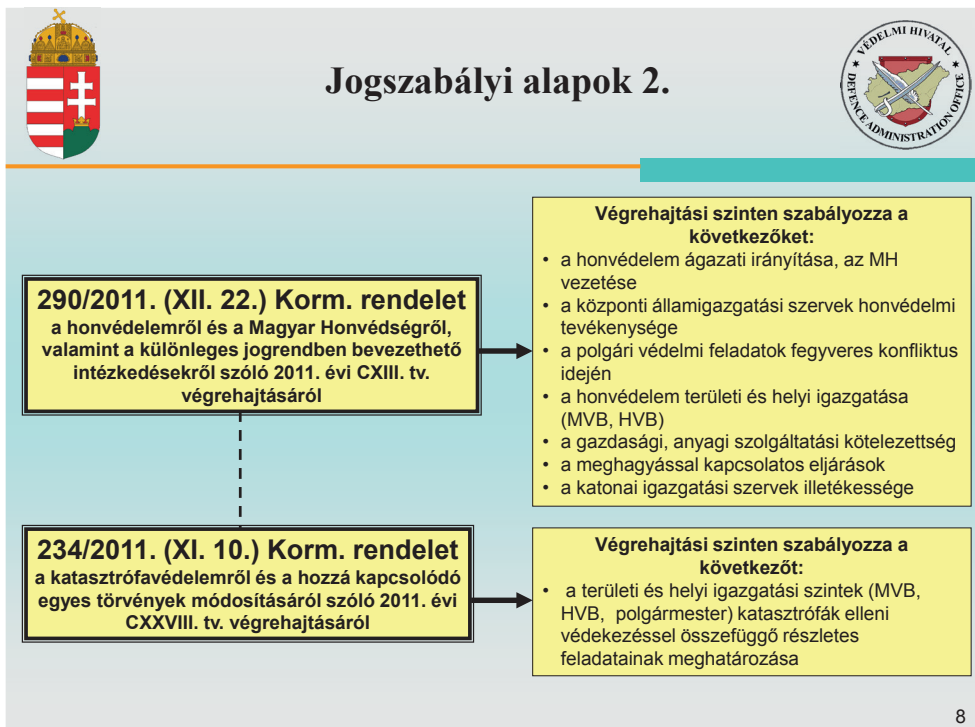 Jogszabályi alapok 2.
VÉDELMI HIVATAL
DEFENCE ADMINISTRATION OFFICE
290/2011. (XII. 22.) Korm. rendelet
a honvédelemről és a Magyar Honvédségről,
valamint a különleges jogrendben bevezethető
intézkedésekről szóló 2011. évi CXIII. tv.
végrehajtásáról
Végrehajtási szinten szabályozza a
következőket:
• a honvédelem ágazati irányítása, az MH
vezetése
• a központi államigazgatási szervek honvédelmi
tevékenysége
• a polgári védelmi feladatok fegyveres konfliktus
idején
• a honvédelem területi és helyi igazgatása
(MVB, HVB)
• a gazdasági, anyagi szolgáltatási kötelezettség
• a meghagyással kapcsolatos eljárások
• a katonai igazgatási szervek illetékessége
234/2011. (XI. 10.) Korm. rendelet
a katasztrófavédelemről és a hozzá kapcsolódó
egyes törvények módosításáról szóló 2011. évi
CXXVIII. tv. végrehajtásáról
Végrehajtási szinten szabályozza a
következőt:
• a területi és helyi igazgatási szintek (MVB,
HVB, polgármester) katasztrófák elleni
védekezéssel összefüggő részletes
feladatainak meghatározása
8